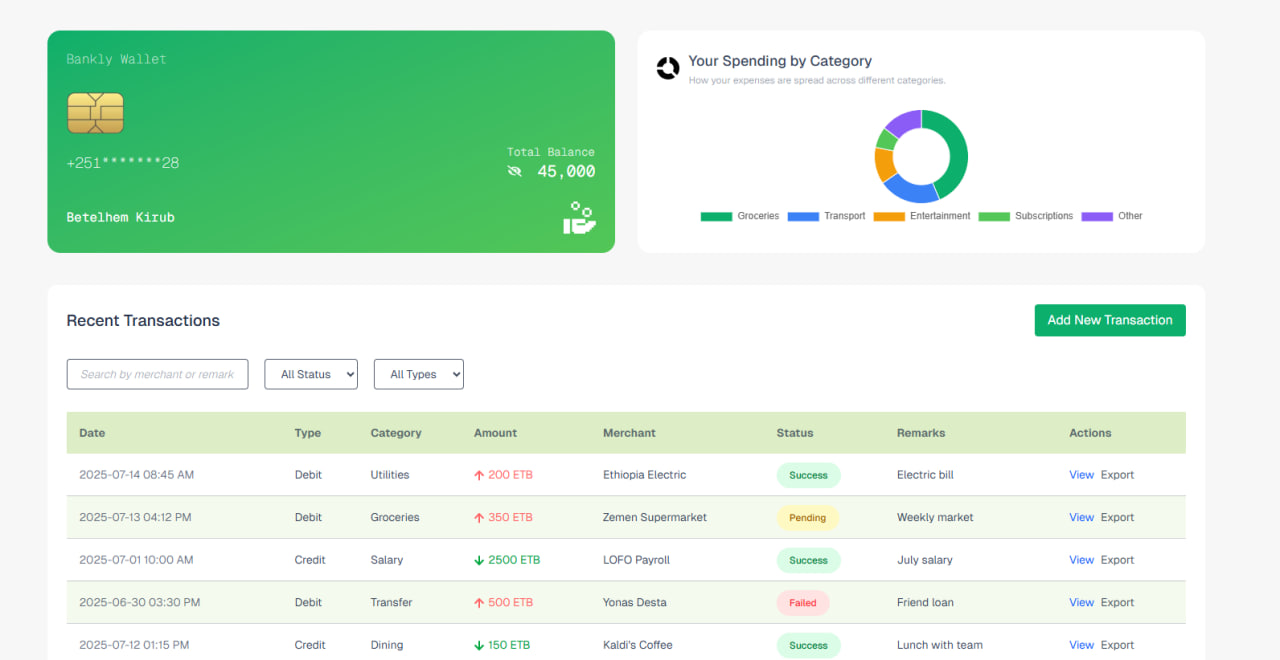 Bankly Wallet
+251*******28
Total Balance
45,000
Betelhem Kirub
Your Spending by Category
How your expenses are spread across different categories.
Groceries Transport Entertainment Subscriptions Other
Recent Transactions
Add New Transaction
Search by merchant or remark All Status All Types
Date Type Category Amount Merchant Status Remarks Actions
2025-07-14 08:45 AM Debit Utilities ↑ 200 ETB Ethiopia Electric Success Electric bill View Export
2025-07-13 04:12 PM Debit Groceries ↑ 350 ETB Zemen Supermarket Pending Weekly market View Export
2025-07-01 10:00 AM Credit Salary ↓ 2500 ETB LOFO Payroll Success July salary View Export
2025-06-30 03:30 PM Debit Transfer ↑ 500 ETB Yonas Desta Failed Friend loan View Export
2025-07-12 01:15 PM Credit Dining ↓ 150 ETB Kaldi's Coffee Success Lunch with team View Export